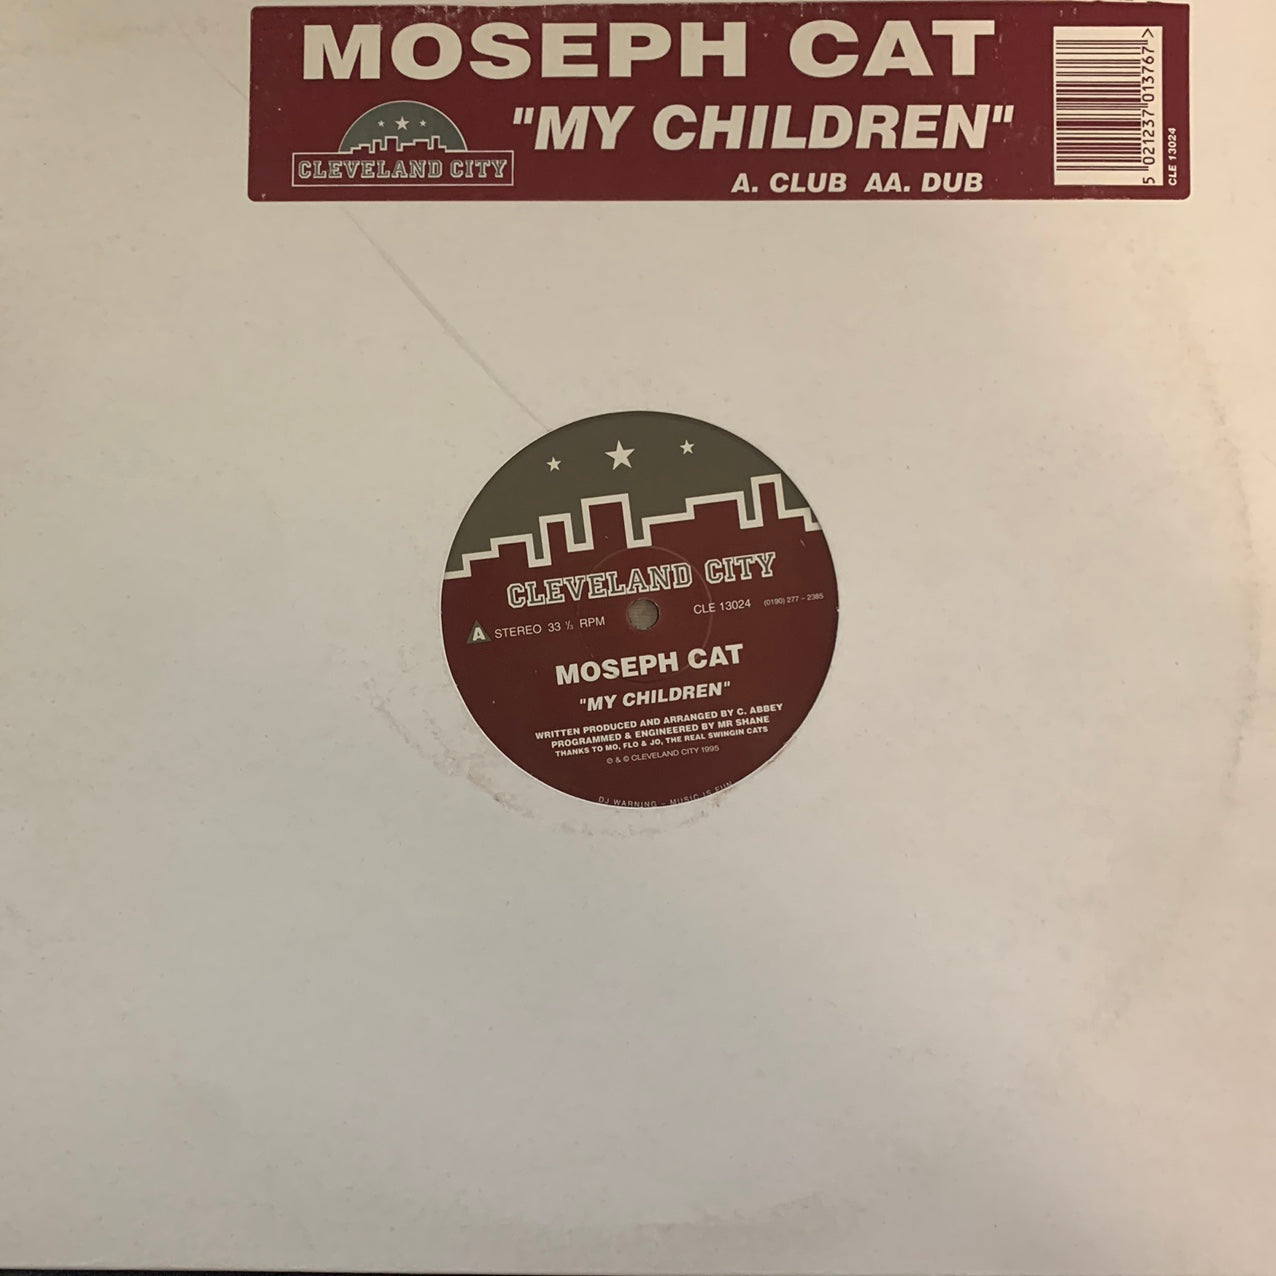 MOSEPH CAT
"MY CHILDREN"
CLEVELAND CITY
A. CLUB AA. DUB
5 021237 013767 >
CLE 13024
CLEVELAND CITY
A STEREO 33 ⅓ RPM
CLE 13024 (0190) 277 - 2385
MOSEPH CAT
"MY CHILDREN"
WRITTEN PRODUCED AND ARRANGED BY C. ABBEY
PROGRAMMED & ENGINEERED BY MR SHANE
THANKS TO MO, FLO & JO, THE REAL SWINGIN CATS
℗ & © CLEVELAND CITY 1995
DJ WARNING - MUSIC IS FUN